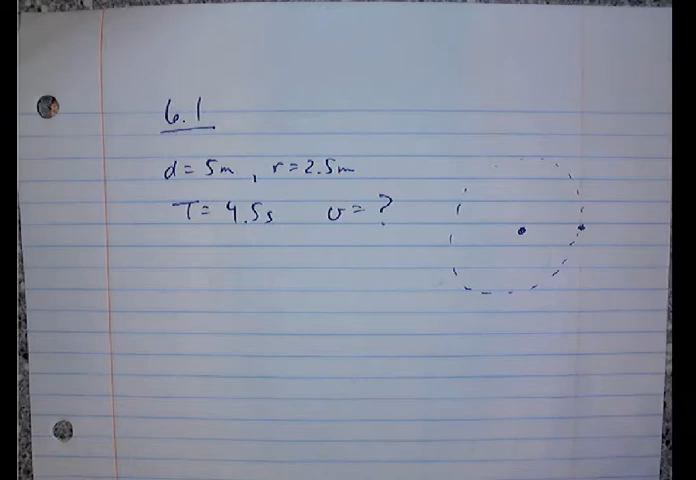 6.1
d = 5m , r = 2.5m
T = 4.5s v = ?